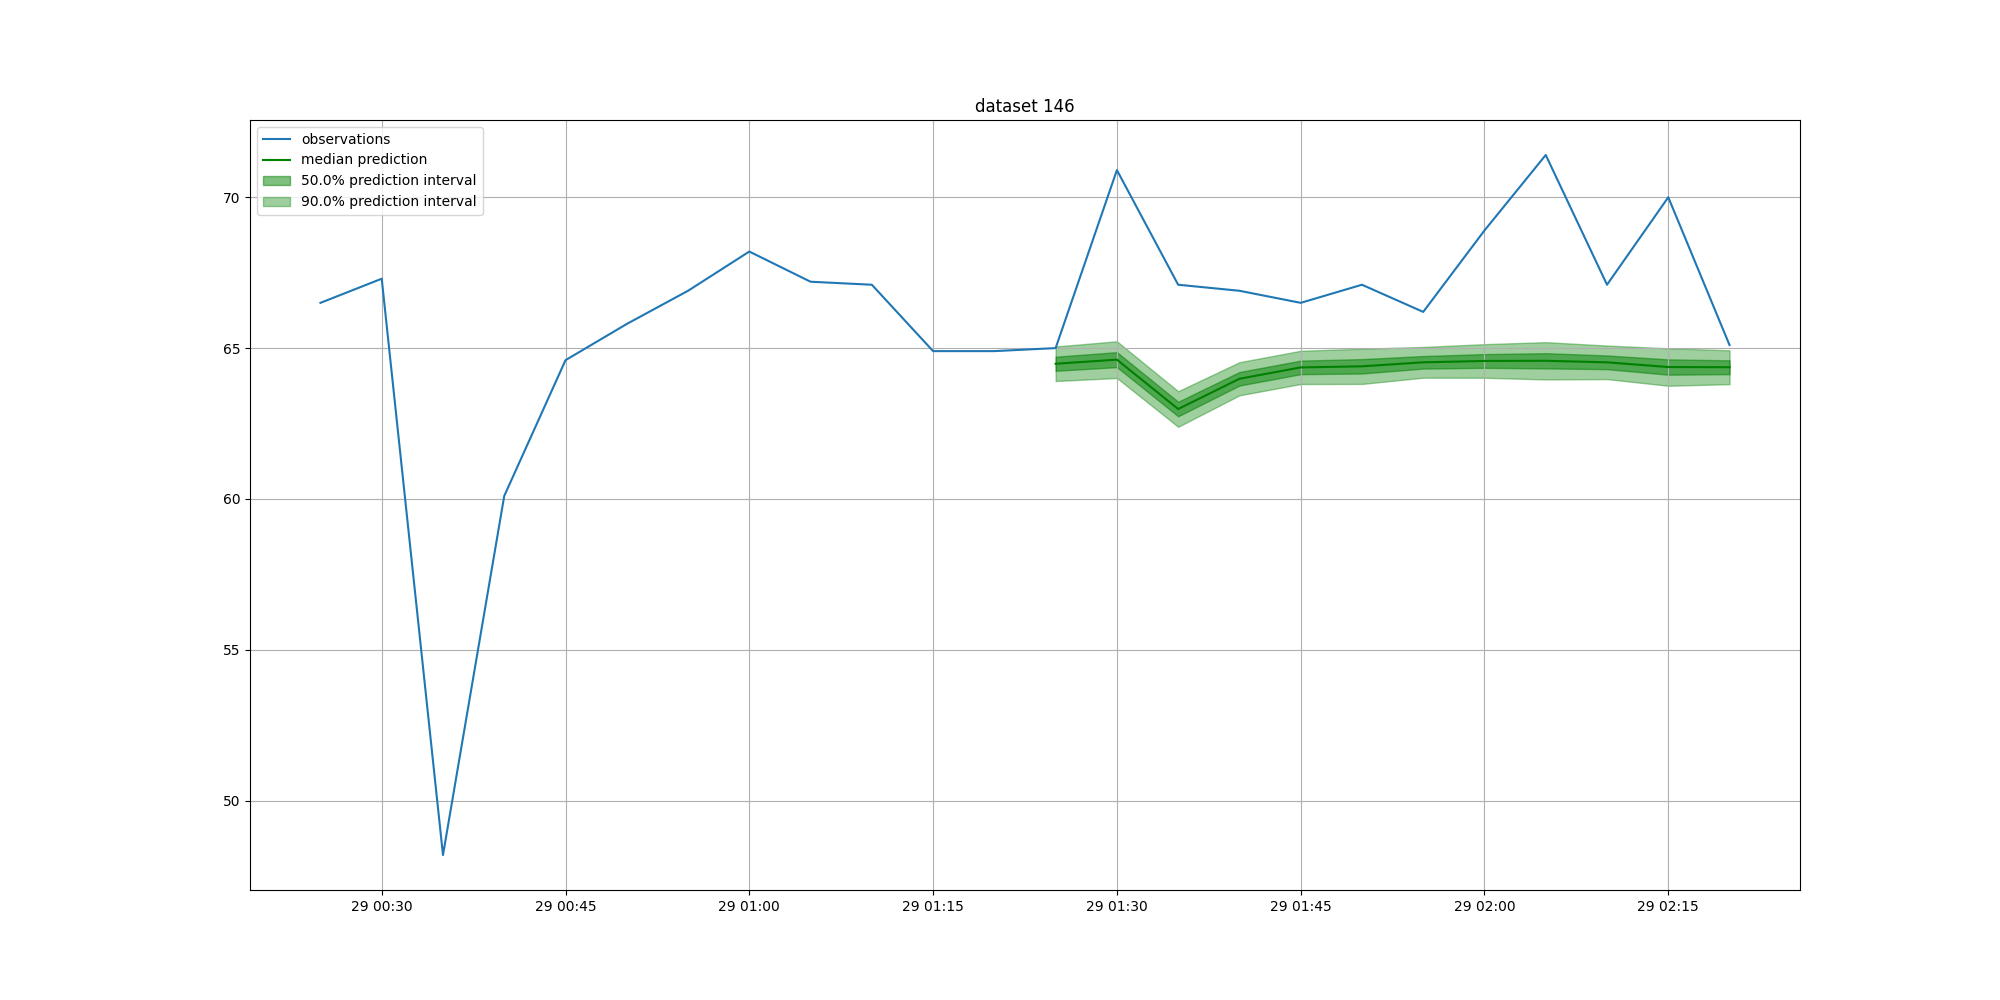 dataset 146
observations
median prediction
50.0% prediction interval
90.0% prediction interval
70
65
60
55
50
29 00:30
29 00:45
29 01:00
29 01:15
29 01:30
29 01:45
29 02:00
29 02:15